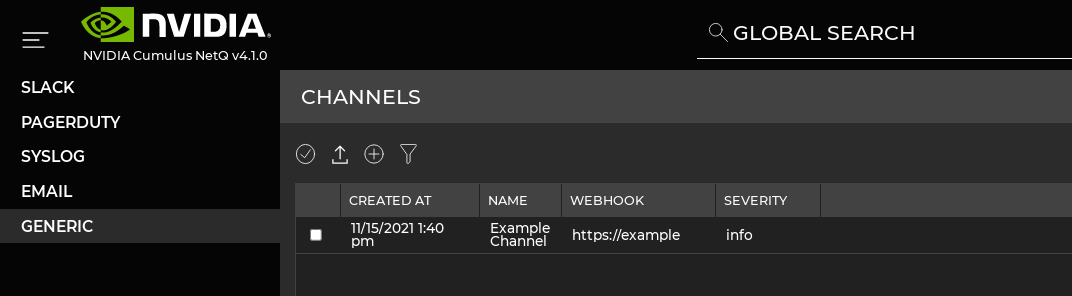 NVIDIA
GLOBAL SEARCH
NVIDIA Cumulus NetQ v4.1.0
SLACK
PAGERDUTY
SYSLOG
EMAIL
GENERIC
CHANNELS
CREATED AT NAME WEBHOOK SEVERITY
11/15/2021 1:40 pm
Example Channel
https://example
info